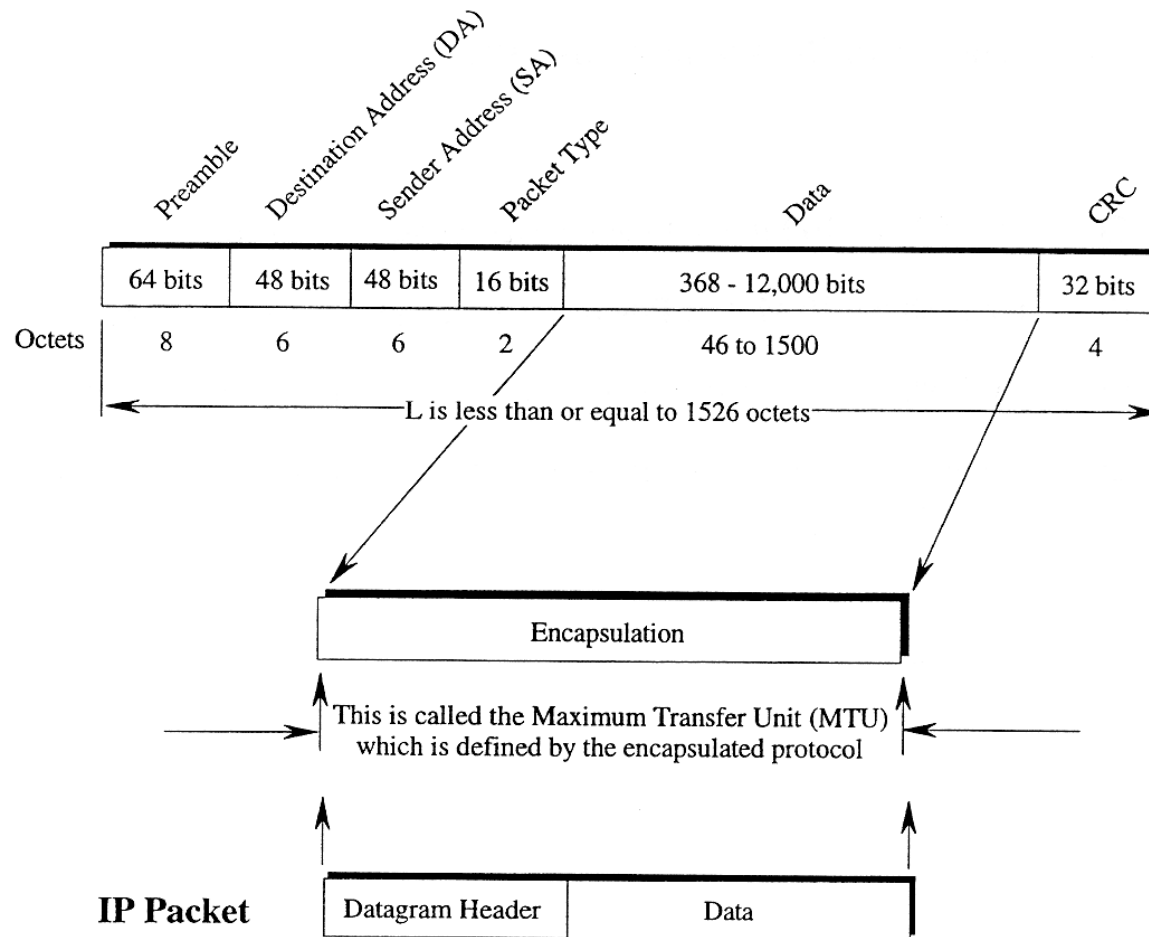 Preamble
Destination Address (DA)
Sender Address (SA)
Packet Type
Data
CRC
64 bits
48 bits
48 bits
16 bits
368 - 12,000 bits
32 bits
Octets
8
6
6
2
46 to 1500
4
L is less than or equal to 1526 octets
Encapsulation
This is called the Maximum Transfer Unit (MTU)
which is defined by the encapsulated protocol
IP Packet
Datagram Header
Data